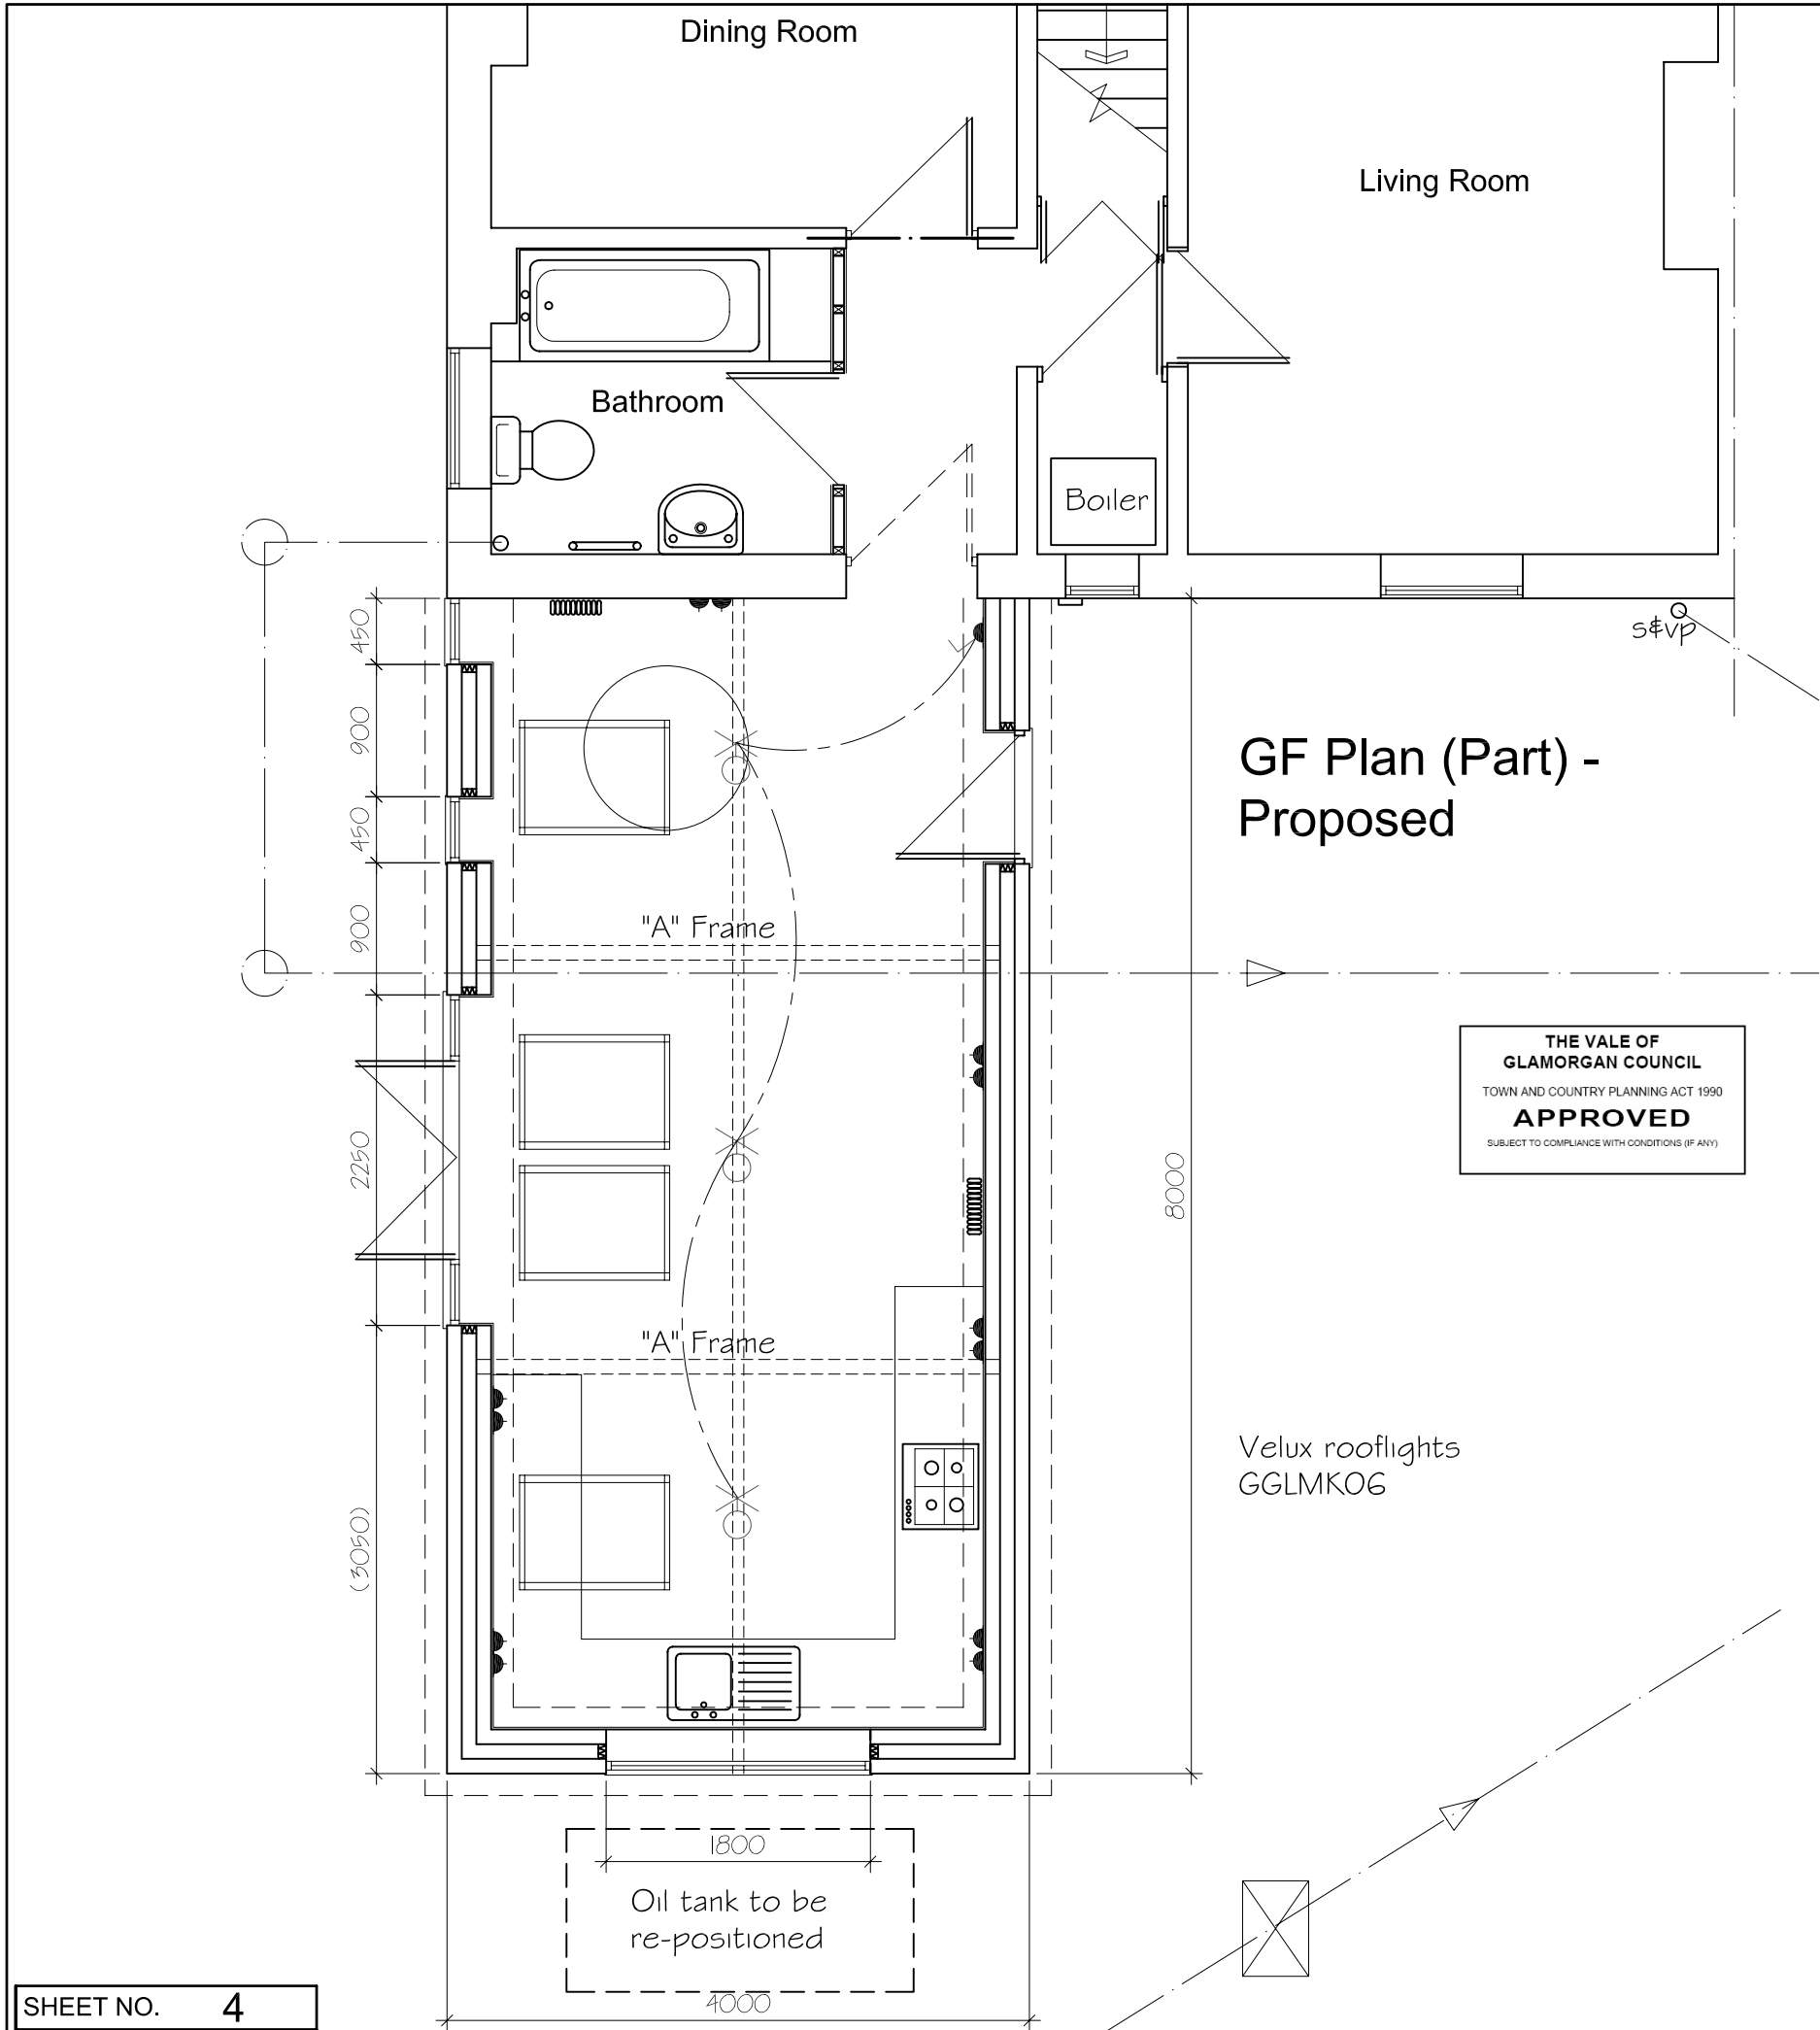 Dining Room
Living Room
Bathroom
Boiler
s&vp
450
900
450
900
2250
(3050)
8000
GF Plan (Part) -
Proposed
"A" Frame
THE VALE OF
GLAMORGAN COUNCIL
TOWN AND COUNTRY PLANNING ACT 1990
APPROVED
SUBJECT TO COMPLIANCE WITH CONDITIONS (IF ANY)
"A" Frame
Velux rooflights
GGLMK06
1800
Oil tank to be
re-positioned
4000
SHEET NO. 4